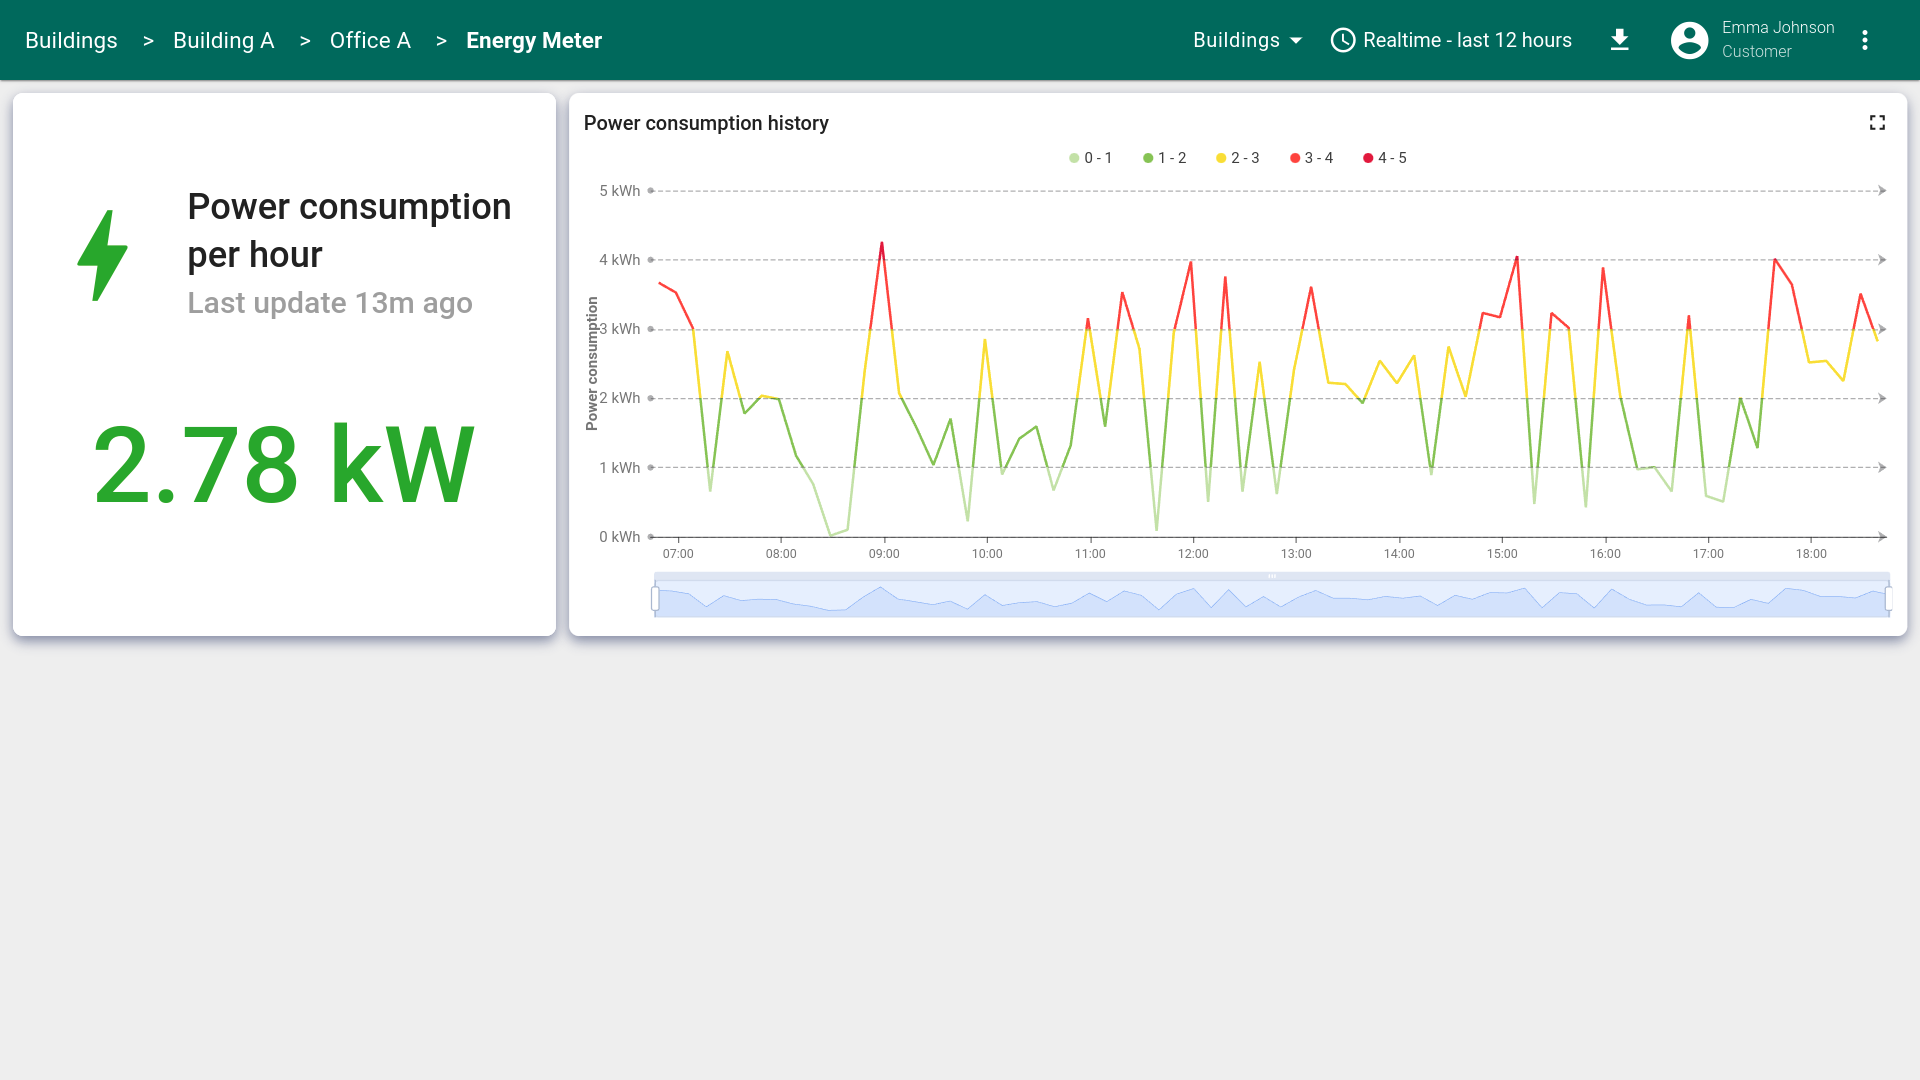 Buildings > Building A > Office A > Energy Meter
Buildings
Realtime - last 12 hours
Emma Johnson
Customer
Power consumption
per hour
Last update 13m ago
2.78 kW
Power consumption history
0 - 1
1 - 2
2 - 3
3 - 4
4 - 5
Power consumption
5 kWh
4 kWh
3 kWh
2 kWh
1 kWh
0 kWh
07:00
08:00
09:00
10:00
11:00
12:00
13:00
14:00
15:00
16:00
17:00
18:00